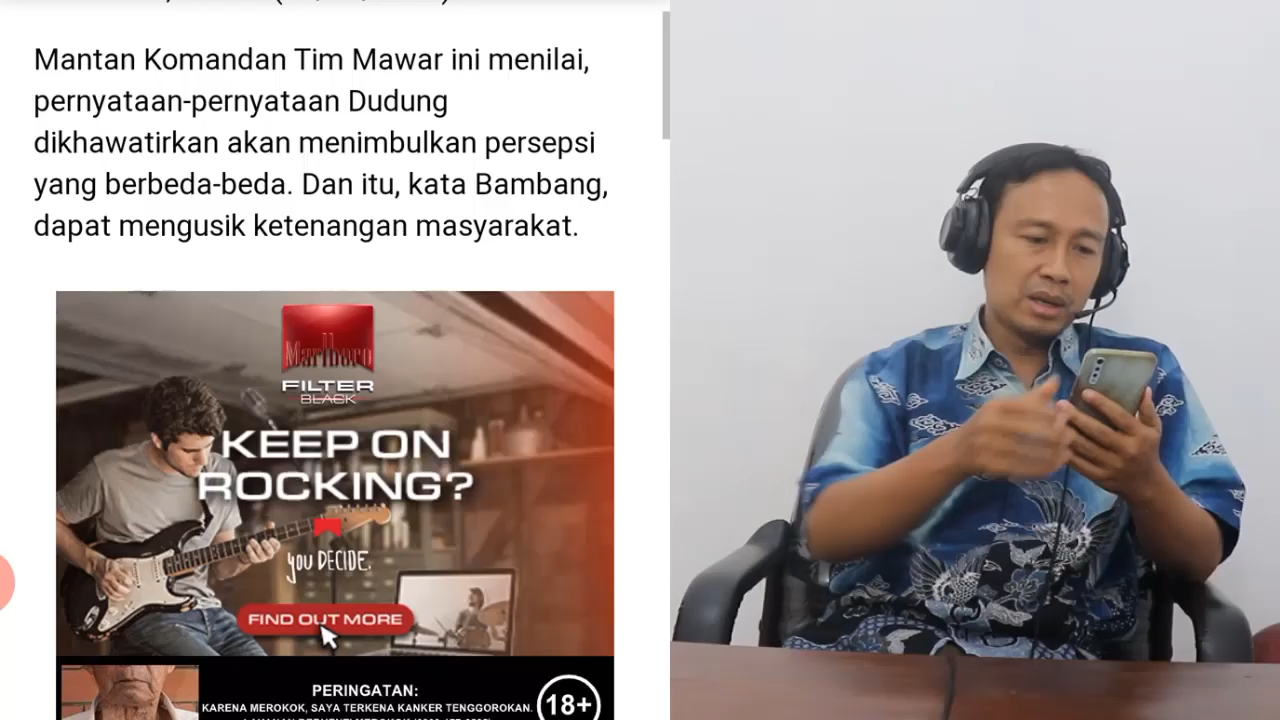 Mantan Komandan Tim Mawar ini menilai,
pernyataan-pernyataan Dudung
dikhawatirkan akan menimbulkan persepsi
yang berbeda-beda. Dan itu, kata Bambang,
dapat mengusik ketenangan masyarakat.
Marlboro
FILTER
BLACK
KEEP ON
ROCKING?
you DECIDE.
FIND OUT MORE
PERINGATAN:
KARENA MEROKOK, SAYA TERKENA KANKER TENGGOROKAN.
18+